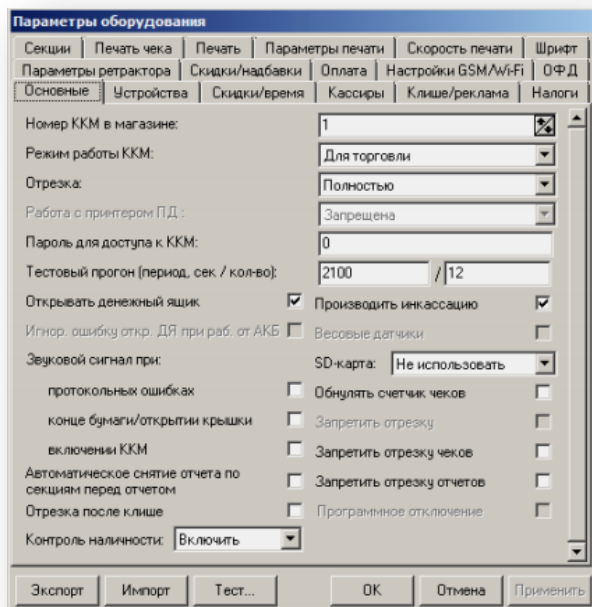 Параметры оборудования
Секции Печать чека Печать Параметры печати Скорость печати Шрифт
Параметры ретрактора Скидки/надбавки Оплата Настройки GSM/Wi-Fi ОФД
Основные Устройства Скидки/время Кассиры Клише/реклама Налоги
Номер ККМ в магазине: 1
Режим работы ККМ: Для торговли
Отрезка: Полностью
Работа с принтером ПД : Запрещена
Пароль для доступа к ККМ: 0
Тестовый прогон (период, сек. / кол-во): 2100 / 12
Открывать денежный ящик Производить инкассацию
Игнор. ошибку откр. ДЯ при раб. от АКБ Весовые датчики
Звуковой сигнал при: SD-карта: Не использовать
протокольных ошибках Обнулять счетчик чеков
конце бумаги/открытии крышки Запретить отрезку
включении ККМ Запретить отрезку чеков
Автоматическое снятие отчета по
секциям перед отчетом Запретить отрезку отчетов
Отрезка после клише Программное отключение
Контроль наличности: Включить
Экспорт Импорт Тест... OK Отмена Применить